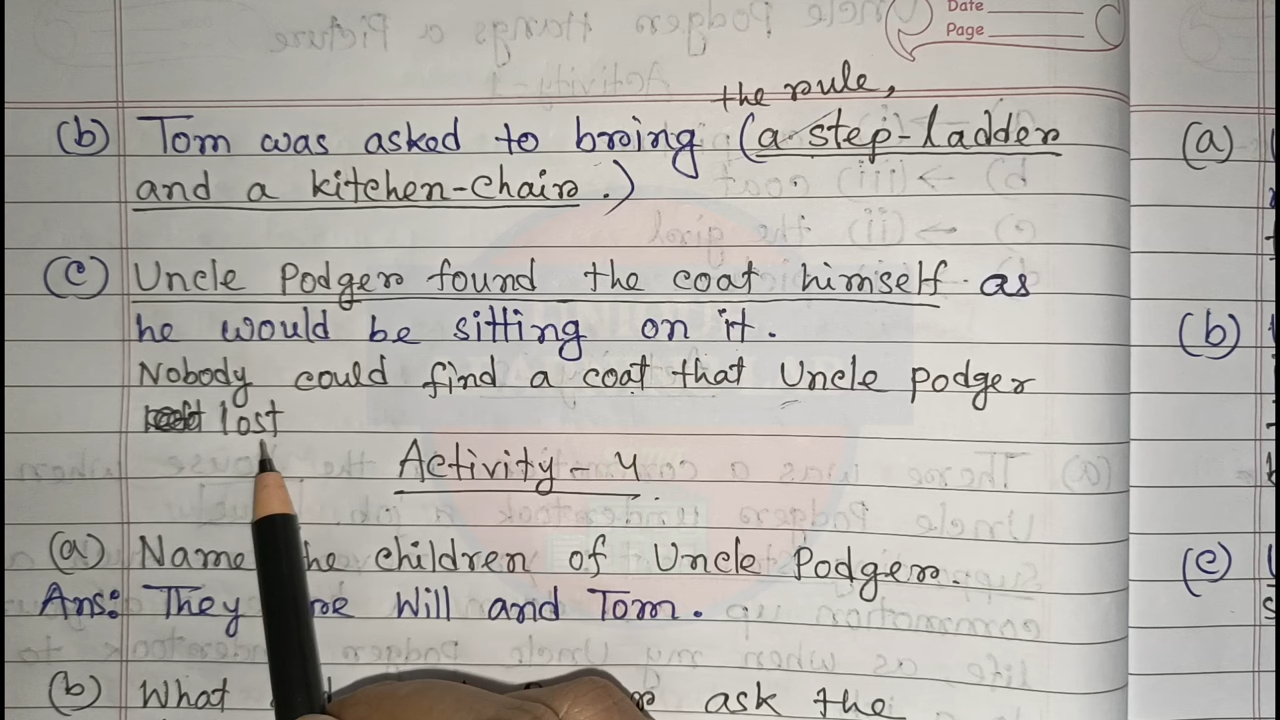 Date
Page
the rule,
(b) Tom was asked to bring (a step-ladder
and a kitchen-chair.)
(c) Uncle Podger found the coat himself as
he would be sitting on it.
Nobody could find a coat that Uncle podger
lost
Activity - 4
(a) Name the children of Uncle Podger.
Ans: They are Will and Tom.
(b) What ask the
(a)
(b)
(c)